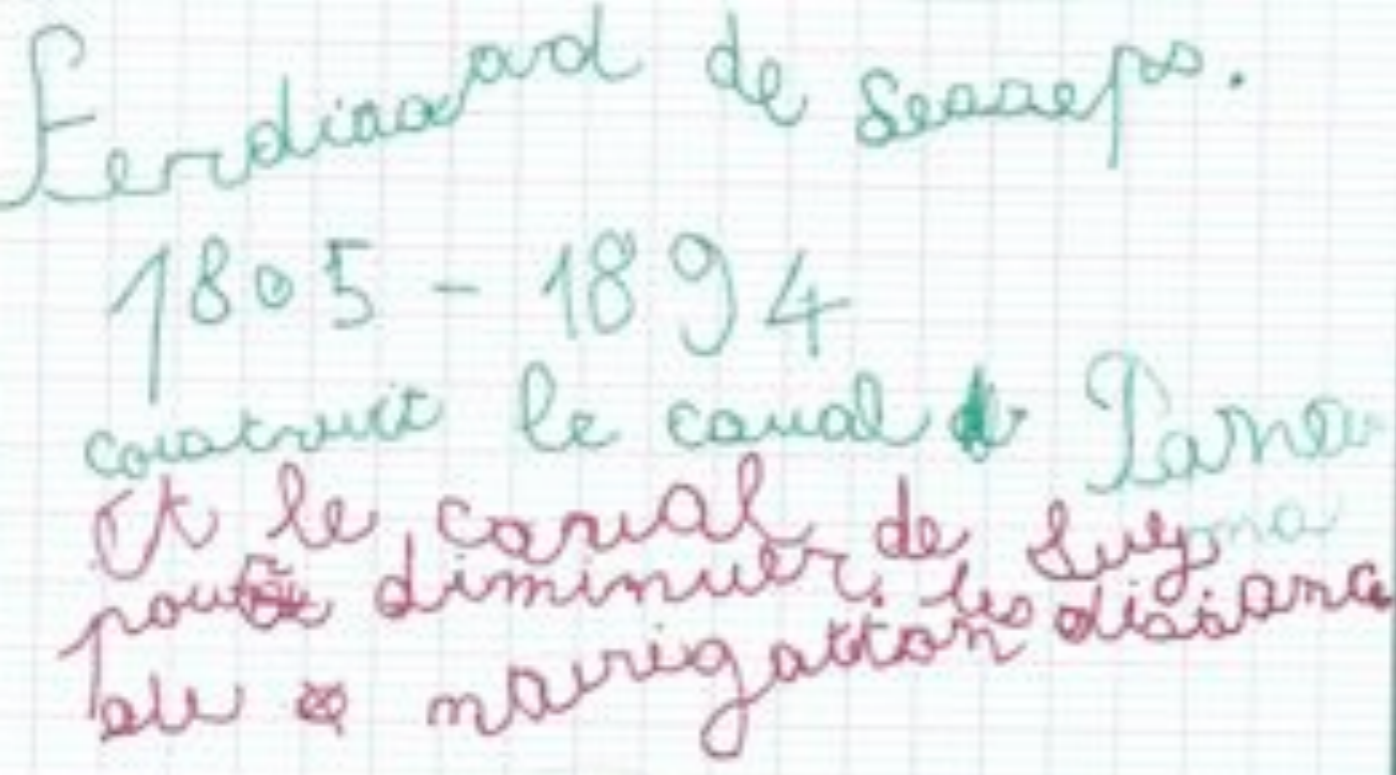 Ferdinand de Lesseps.
1805 - 1894
construit le canal de Pana
ma
Et le canal de Suez
pour diminuer les distance
de navigation